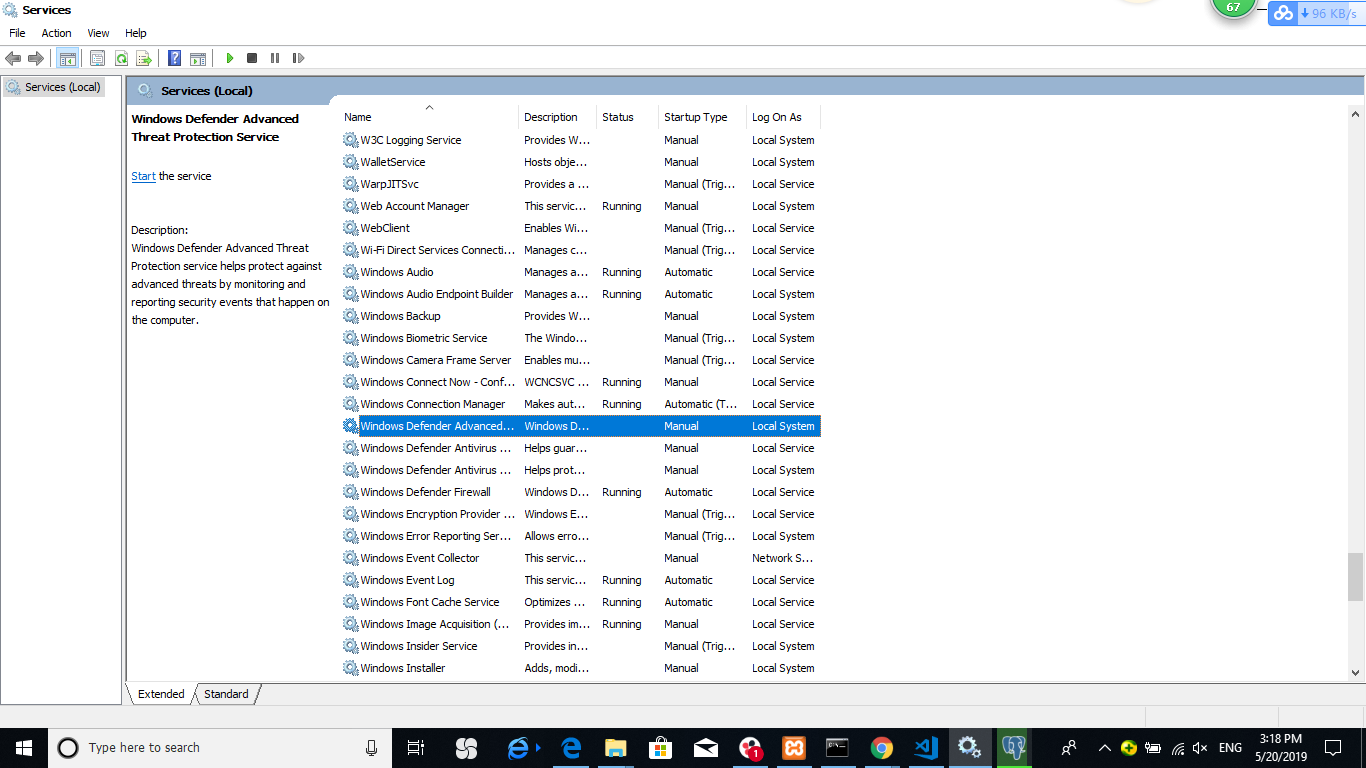 Services
67
96 KB/s
File Action View Help
Services (Local)
Services (Local)
Windows Defender Advanced
Threat Protection Service
Start the service
Description:
Windows Defender Advanced Threat
Protection service helps protect against
advanced threats by monitoring and
reporting security events that happen on
the computer.
Name Description Status Startup Type Log On As
W3C Logging Service Provides W... Manual Local System
WalletService Hosts obje... Manual Local System
WarpJITSvc Provides a ... Manual (Trig... Local Service
Web Account Manager This servic... Running Manual Local System
WebClient Enables Wi... Manual (Trig... Local Service
Wi-Fi Direct Services Connecti... Manages c... Manual (Trig... Local Service
Windows Audio Manages a... Running Automatic Local Service
Windows Audio Endpoint Builder Manages a... Running Automatic Local System
Windows Backup Provides W... Manual Local System
Windows Biometric Service The Windo... Manual (Trig... Local System
Windows Camera Frame Server Enables mu... Manual (Trig... Local Service
Windows Connect Now - Conf... WCNCSVC ... Running Manual Local Service
Windows Connection Manager Makes aut... Running Automatic (T... Local Service
Windows Defender Advanced... Windows D... Manual Local System
Windows Defender Antivirus ... Helps guar... Manual Local Service
Windows Defender Antivirus ... Helps prot... Manual Local System
Windows Defender Firewall Windows D... Running Automatic Local Service
Windows Encryption Provider ... Windows E... Manual (Trig... Local Service
Windows Error Reporting Ser... Allows erro... Manual (Trig... Local System
Windows Event Collector This servic... Manual Network S...
Windows Event Log This servic... Running Automatic Local Service
Windows Font Cache Service Optimizes ... Running Automatic Local Service
Windows Image Acquisition (... Provides im... Running Manual Local Service
Windows Insider Service Provides in... Manual (Trig... Local System
Windows Installer Adds, modi... Manual Local System
Extended Standard
Type here to search
1
ENG
3:18 PM
5/20/2019